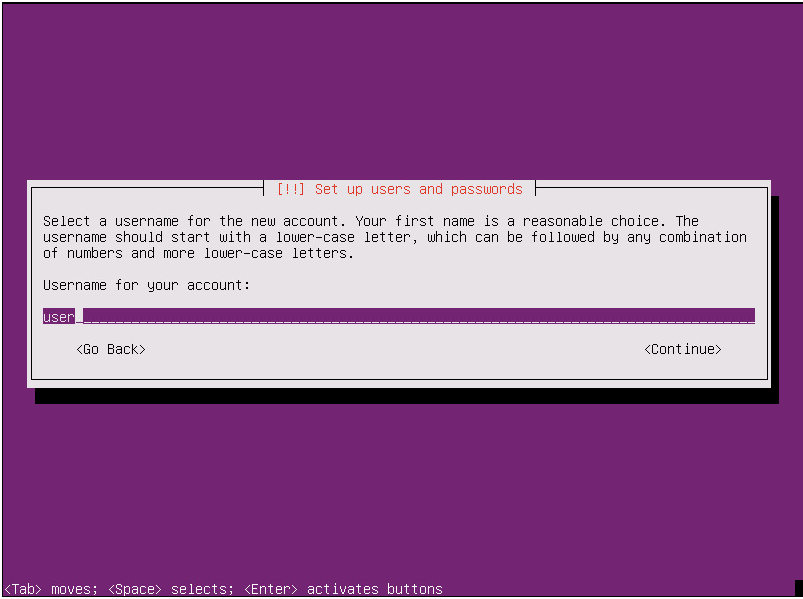 [!!] Set up users and passwords
Select a username for the new account. Your first name is a reasonable choice. The
username should start with a lower-case letter, which can be followed by any combination
of numbers and more lower-case letters.
Username for your account:
user
<Go Back>
<Continue>
<Tab> moves; <Space> selects; <Enter> activates buttons